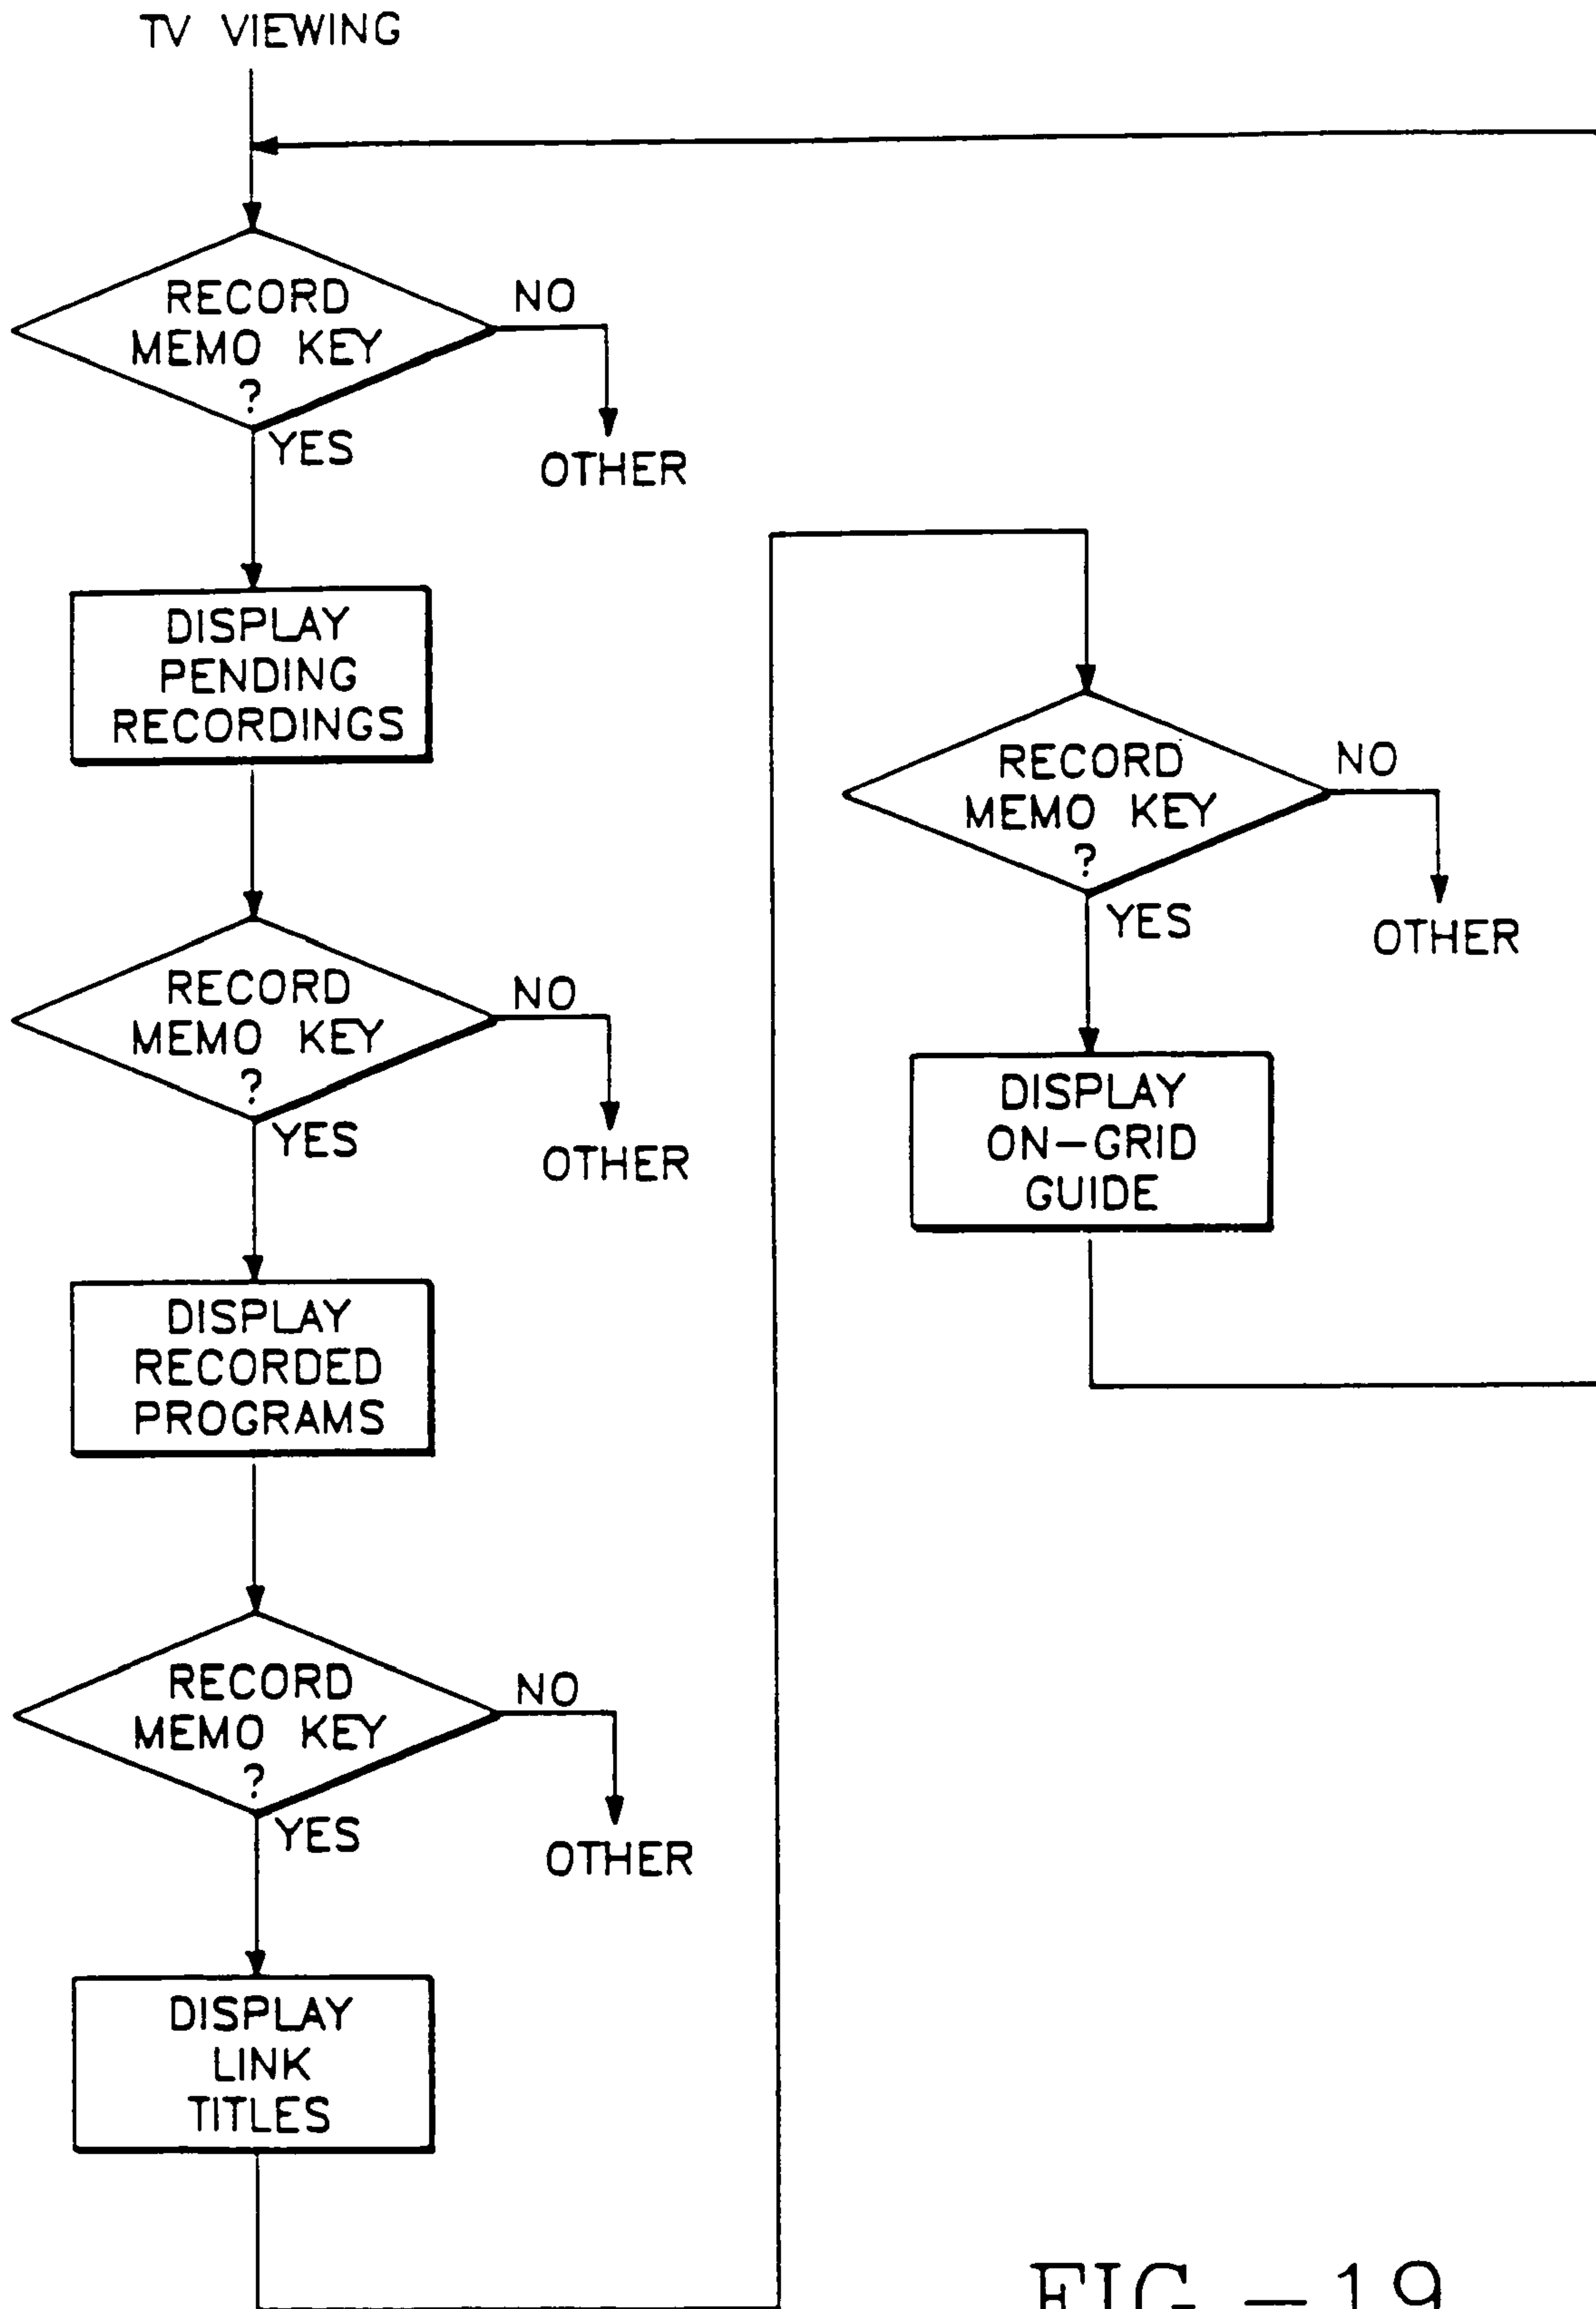 TV VIEWING
RECORD
MEMO KEY
?
NO
YES
OTHER
DISPLAY
PENDING
RECORDINGS
RECORD
MEMO KEY
?
NO
YES
OTHER
DISPLAY
RECORDED
PROGRAMS
RECORD
MEMO KEY
?
NO
YES
OTHER
DISPLAY
LINK
TITLES
RECORD
MEMO KEY
?
NO
YES
OTHER
DISPLAY
ON-GRID
GUIDE
FIG.-19